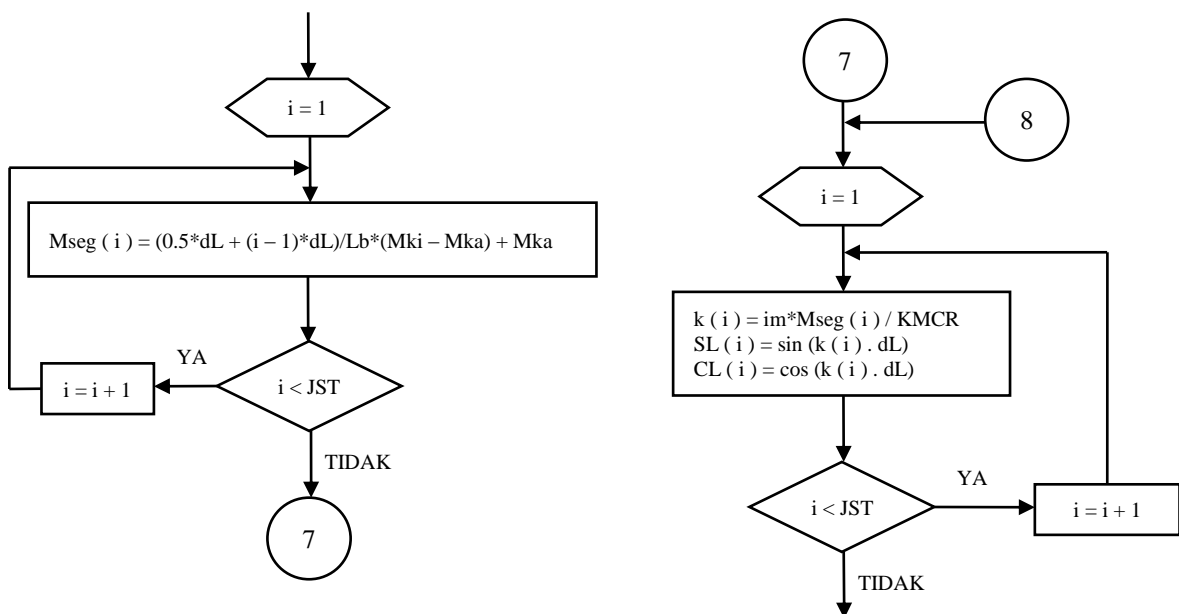 i = 1
Mseg ( i ) = (0.5*dL + (i – 1)*dL)/Lb*(Mki – Mka) + Mka
YA
i = i + 1
i < JST
TIDAK
7
7
8
i = 1
k ( i ) = im*Mseg ( i ) / KMCR
SL ( i ) = sin (k ( i ) . dL)
CL ( i ) = cos (k ( i ) . dL)
i < JST
YA
i = i + 1
TIDAK